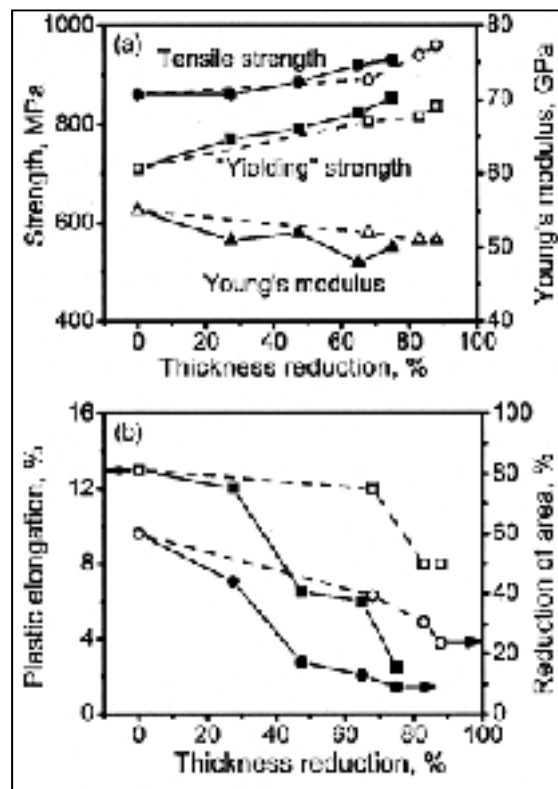 (a)
Tensile strength
"Yielding" strength
Young's modulus
Strength, MPa
1000
800
600
400
Young's modulus, GPa
80
70
60
50
40
0 20 40 60 80 100
Thickness reduction, %
(b)
Plastic elongation, %
16
12
8
4
0
Reduction of area, %
100
80
60
40
20
0
0 20 40 60 80 100
Thickness reduction, %